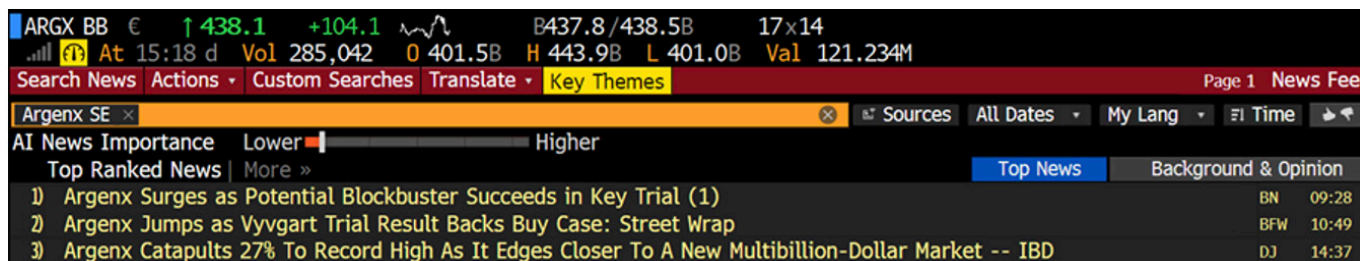 ARGX BB € ↑ 438.1 +104.1 B437.8/438.5B 17×14
At 15:18 d Vol 285,042 O 401.5B H 443.9B L 401.0B Val 121.234M
Search News Actions Custom Searches Translate Key Themes Page 1 News Fee
Argenx SE × Sources All Dates My Lang Time
AI News Importance Lower Higher
Top Ranked News | More » Top News Background & Opinion
1) Argenx Surges as Potential Blockbuster Succeeds in Key Trial (1) BN 09:28
2) Argenx Jumps as Vyvgart Trial Result Backs Buy Case: Street Wrap BFW 10:49
3) Argenx Catapults 27% To Record High As It Edges Closer To A New Multibillion-Dollar Market -- IBD DJ 14:37